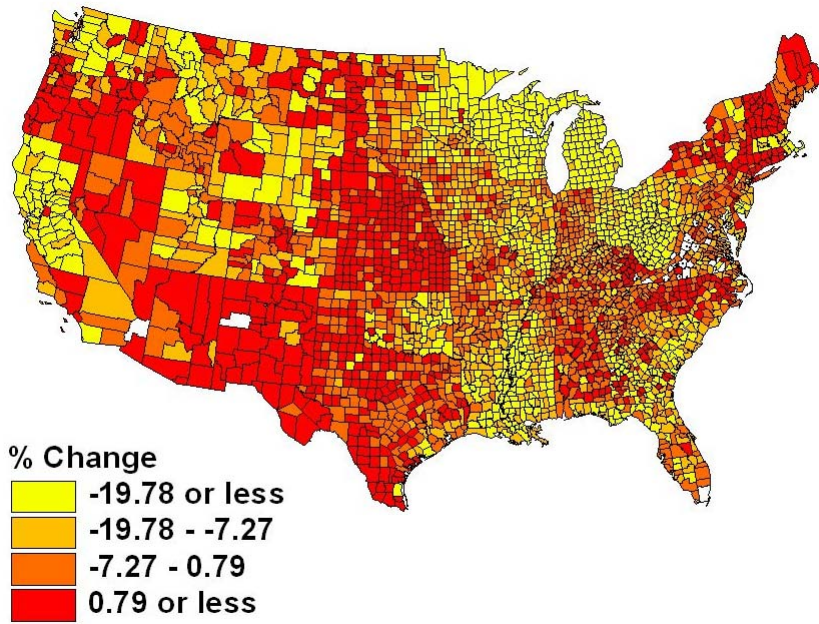 % Change
-19.78 or less
-19.78 - -7.27
-7.27 - 0.79
0.79 or less